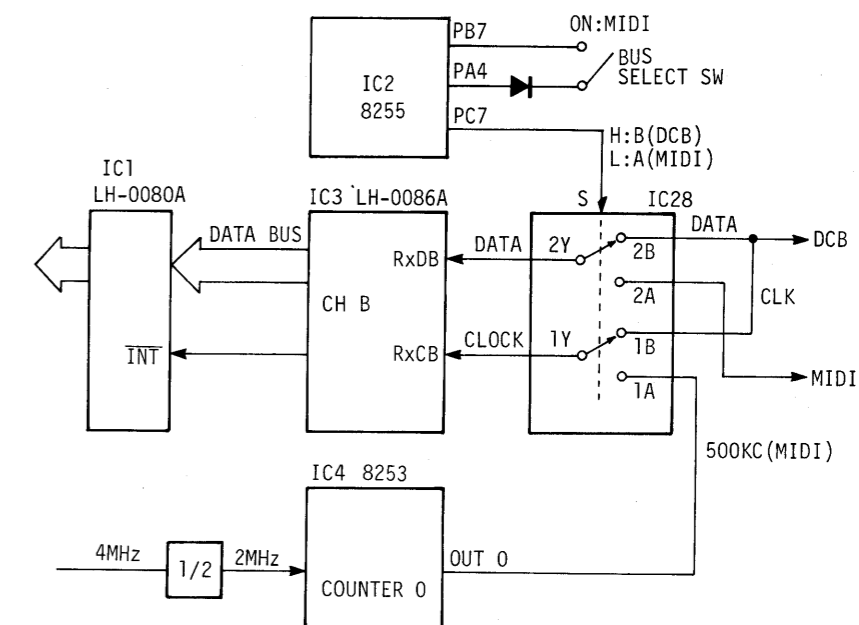 PB7
ON:MIDI
IC2
8255
PA4
BUS
SELECT SW
PC7
H:B(DCB)
L:A(MIDI)
IC1
LH-0080A
IC3 LH-0086A
S
IC28
DATA BUS
RxDB
DATA
2Y
2B
DATA
DCB
CH B
2A
CLK
INT
RxCB
CLOCK
1Y
1B
1A
MIDI
500KC(MIDI)
IC4 8253
4MHz
1/2
2MHz
OUT 0
COUNTER 0